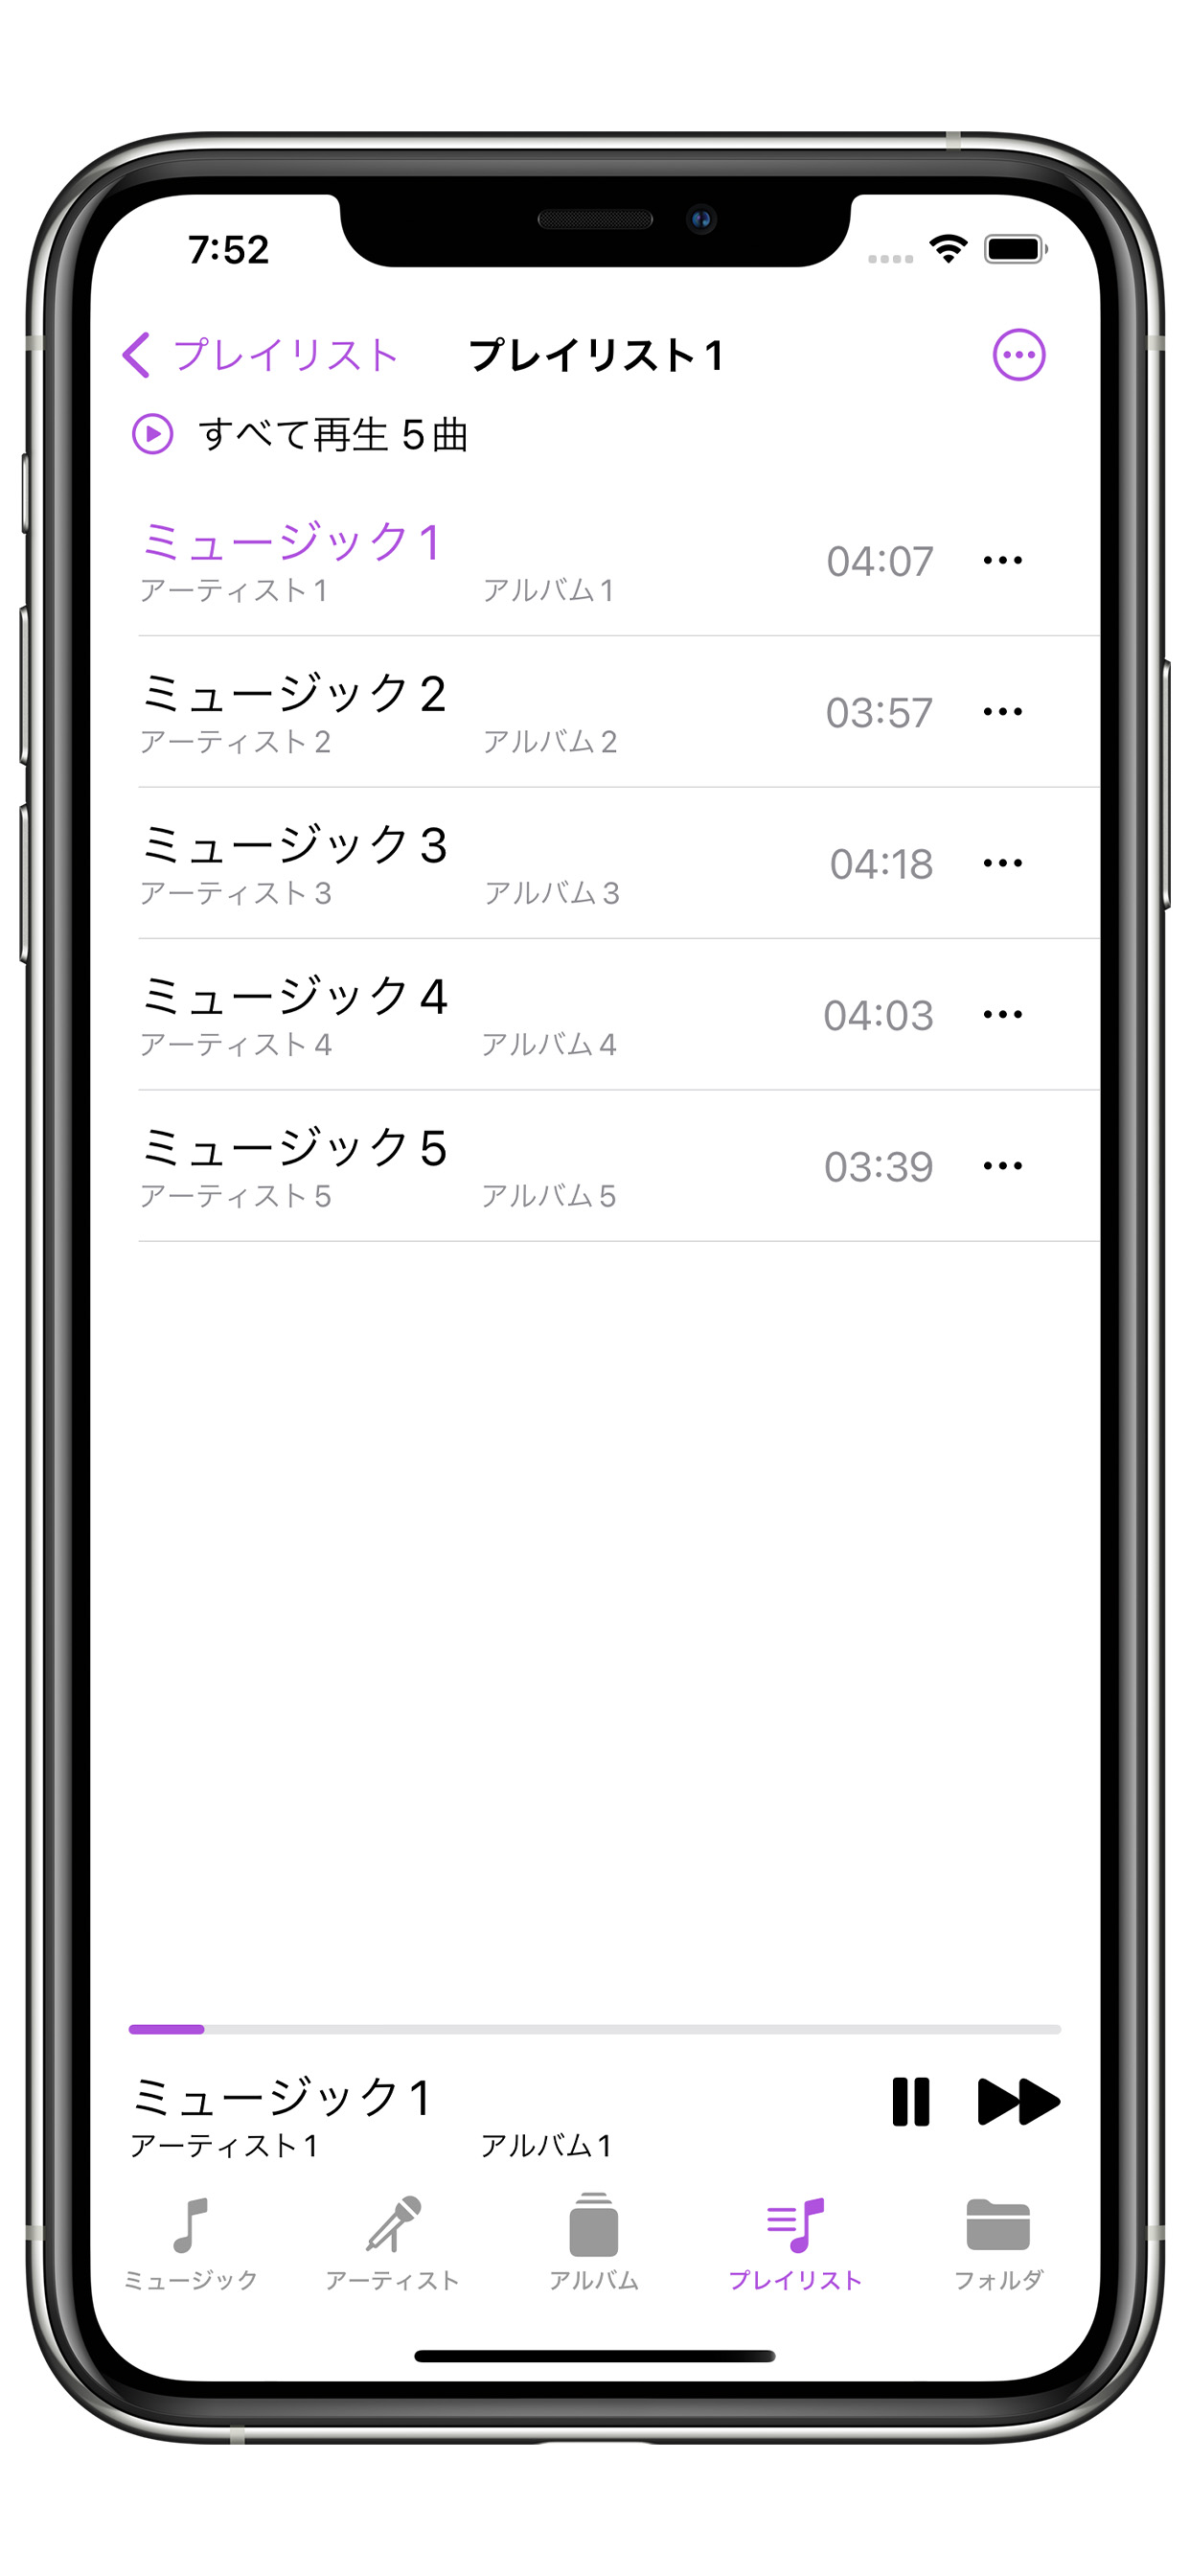 7:52
プレイリスト プレイリスト1
すべて再生 5曲
ミュージック1
04:07
アーティスト1 アルバム1
ミュージック2
03:57
アーティスト2 アルバム2
ミュージック3
04:18
アーティスト3 アルバム3
ミュージック4
04:03
アーティスト4 アルバム4
ミュージック5
03:39
アーティスト5 アルバム5
ミュージック1
アーティスト1 アルバム1
ミュージック アーティスト アルバム プレイリスト フォルダ